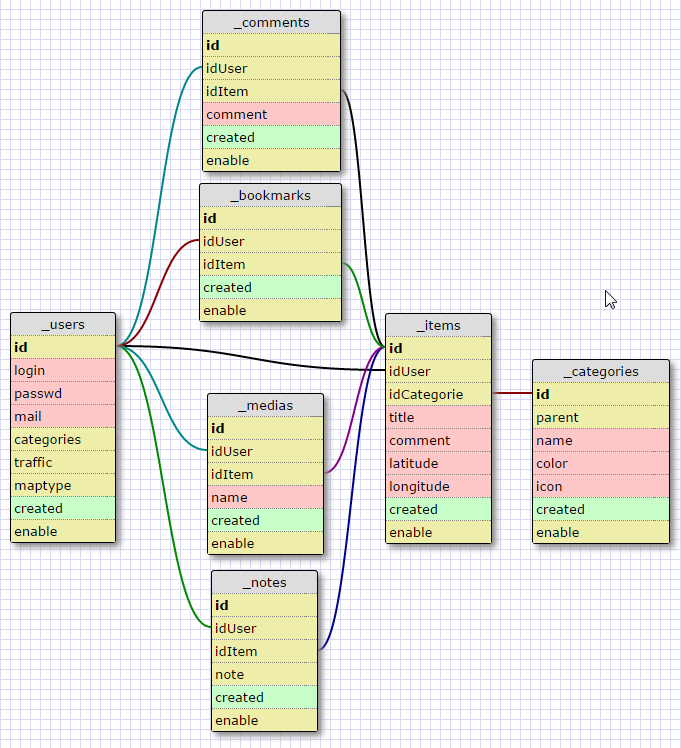 _comments
id
idUser
idItem
comment
created
enable
_bookmarks
id
idUser
idItem
created
enable
_users
id
login
passwd
mail
categories
traffic
maptype
created
enable
_medias
id
idUser
idItem
name
created
enable
_notes
id
idUser
idItem
note
created
enable
_items
id
idUser
idCategorie
title
comment
latitude
longitude
created
enable
_categories
id
parent
name
color
icon
created
enable